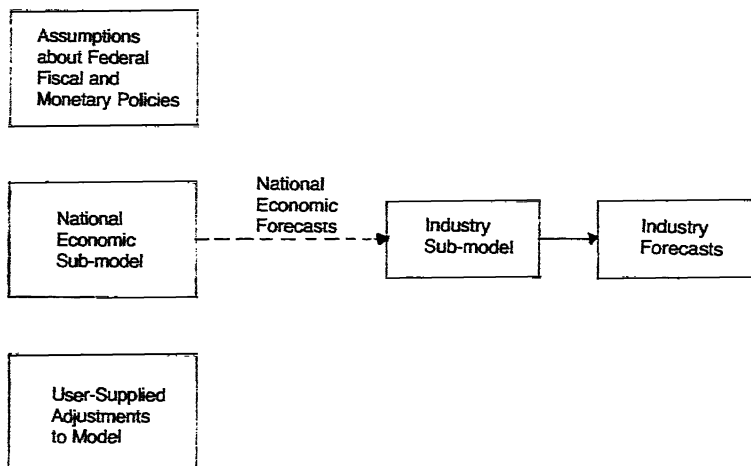 Assumptions
about Federal
Fiscal and
Monetary Policies
National
Economic
Sub-model
National
Economic
Forecasts
Industry
Sub-model
Industry
Forecasts
User-Supplied
Adjustments
to Model